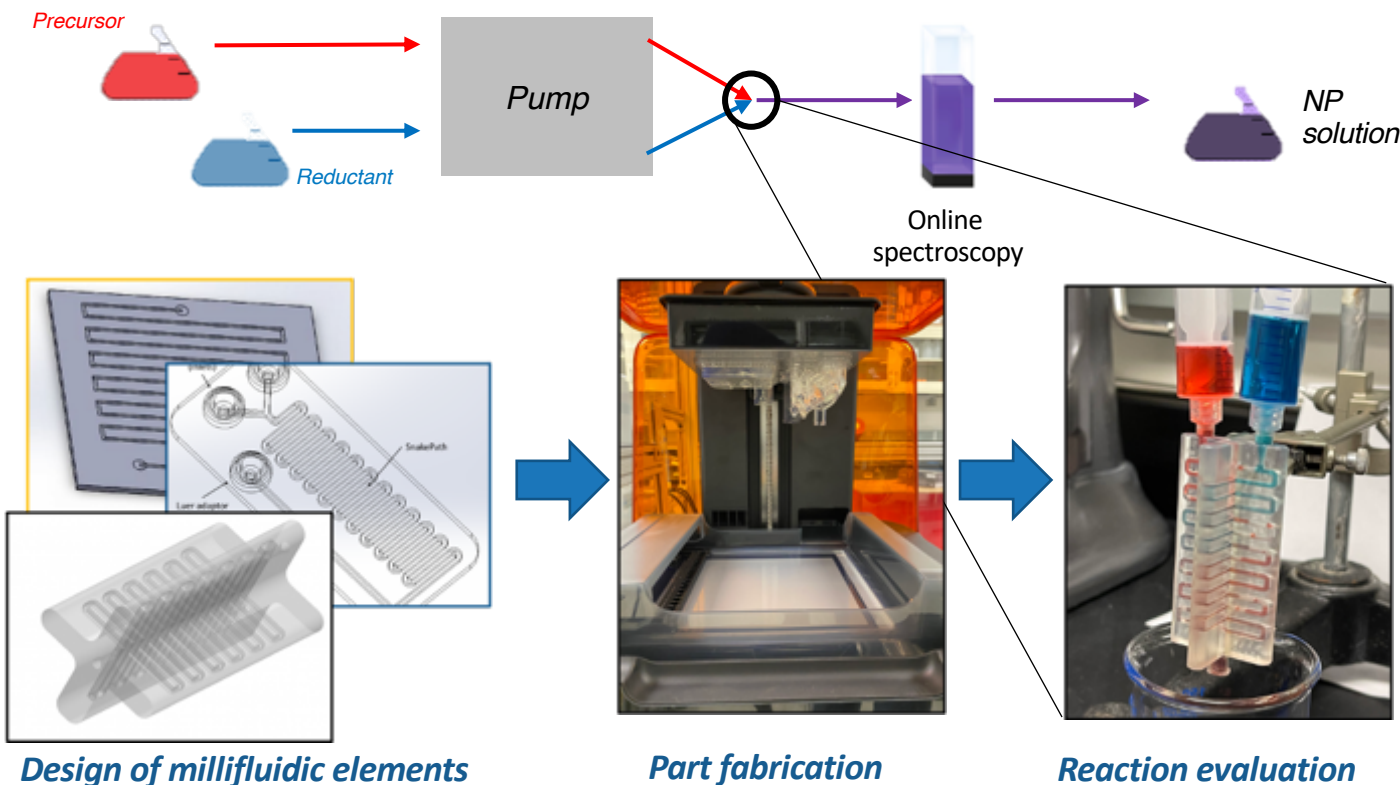 Precursor
Pump
NP
solution
Reductant
Online
spectroscopy
SnakePath
Luer adaptor
Design of millifluidic elements
Part fabrication
Reaction evaluation